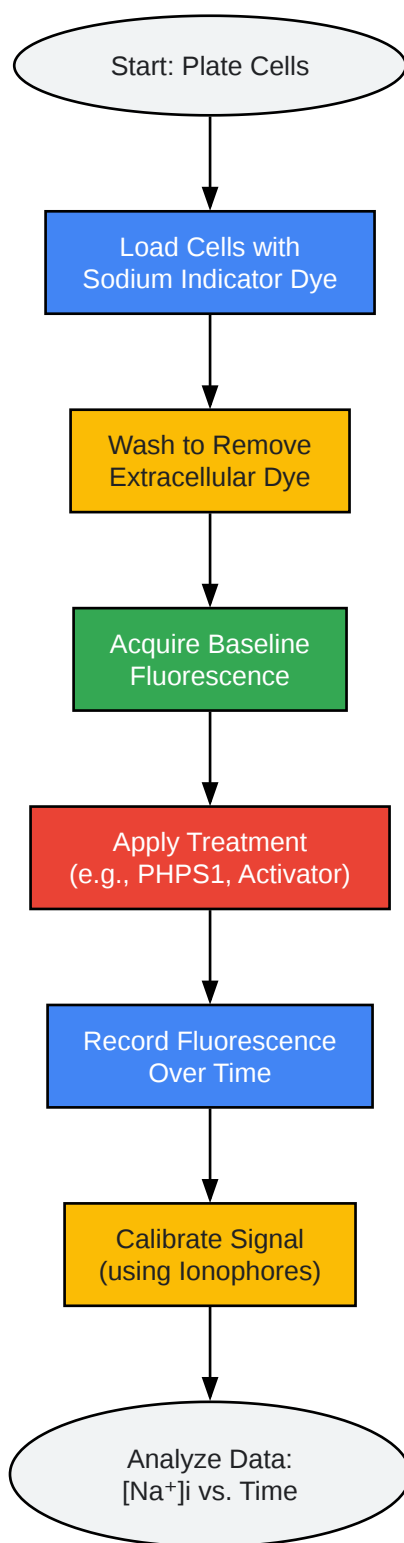 Start: Plate Cells
Load Cells with
Sodium Indicator Dye
Wash to Remove
Extracellular Dye
Acquire Baseline
Fluorescence
Apply Treatment
(e.g., PHPS1, Activator)
Record Fluorescence
Over Time
Calibrate Signal
(using Ionophores)
Analyze Data:
[Na⁺]i vs. Time